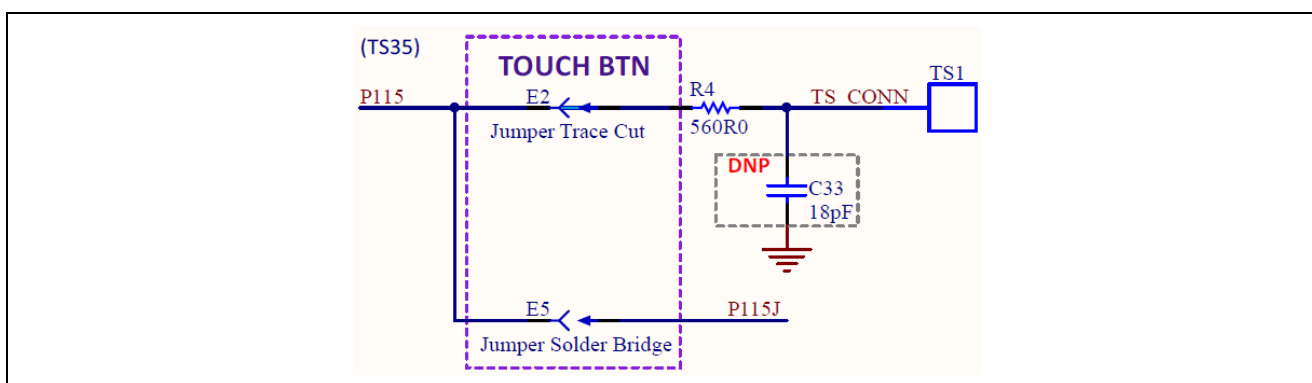 (TS35)
TOUCH BTN
TS1
P115
E2
R4
TS_CONN
Jumper Trace Cut
560R0
DNP
C33
18pF
E5
P115J
Jumper Solder Bridge